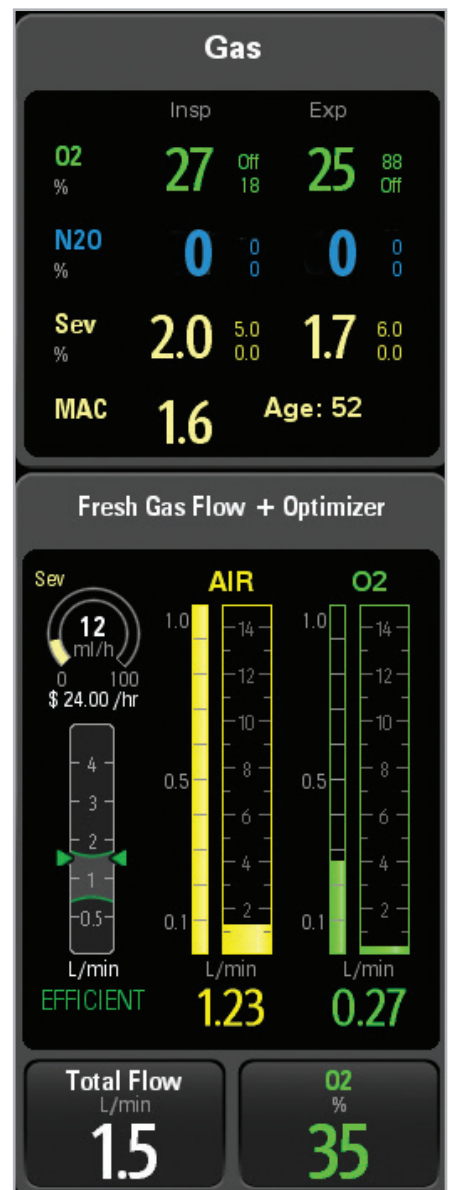 Gas
Insp Exp
O2 27 Off 25 88
% 18 Off
N2O 0 0 0 0
% 0 0
Sev 2.0 5.0 1.7 6.0
% 0.0 0.0
MAC 1.6 Age: 52
Fresh Gas Flow + Optimizer
Sev AIR O2
12
ml/h
0 100
$ 24.00 /hr
1.0 14 1.0 14
12 12
10 10
4 0.5 8 0.5 8
3 6 6
2 4 4
1 2 2
0.5 0.1 0.1
L/min L/min L/min
EFFICIENT 1.23 0.27
Total Flow O2
L/min %
1.5 35